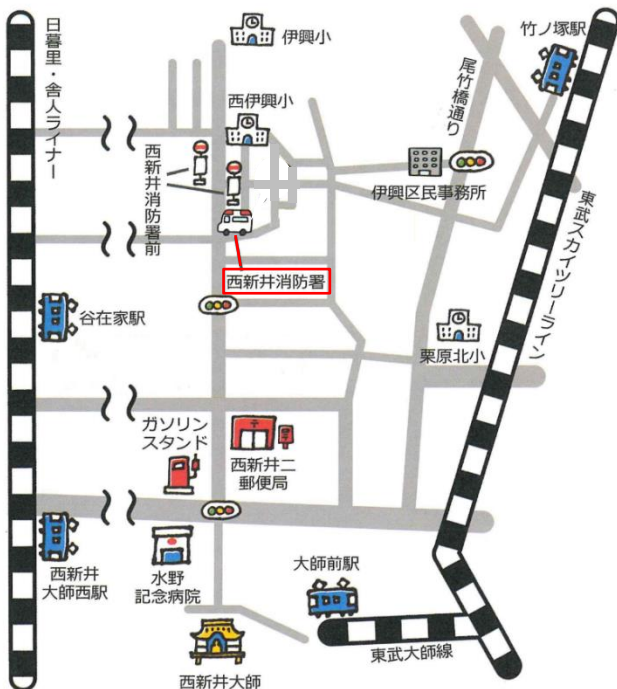 日暮里・舎人ライナー
伊興小
竹ノ塚駅
尾竹橋通り
西伊興小
西新井消防署前
伊興区民事務所
東武スカイツリーライン
西新井消防署
谷在家駅
栗原北小
ガソリン
スタンド
西新井二
郵便局
西新井
大師西駅
水野
記念病院
大師前駅
東武大師線
西新井大師